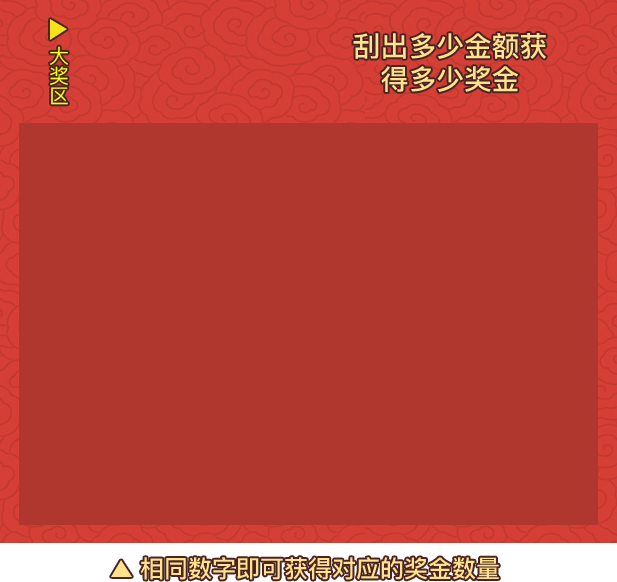 大奖区
刮出多少金额获
得多少奖金
相同数字即可获得对应的奖金数量